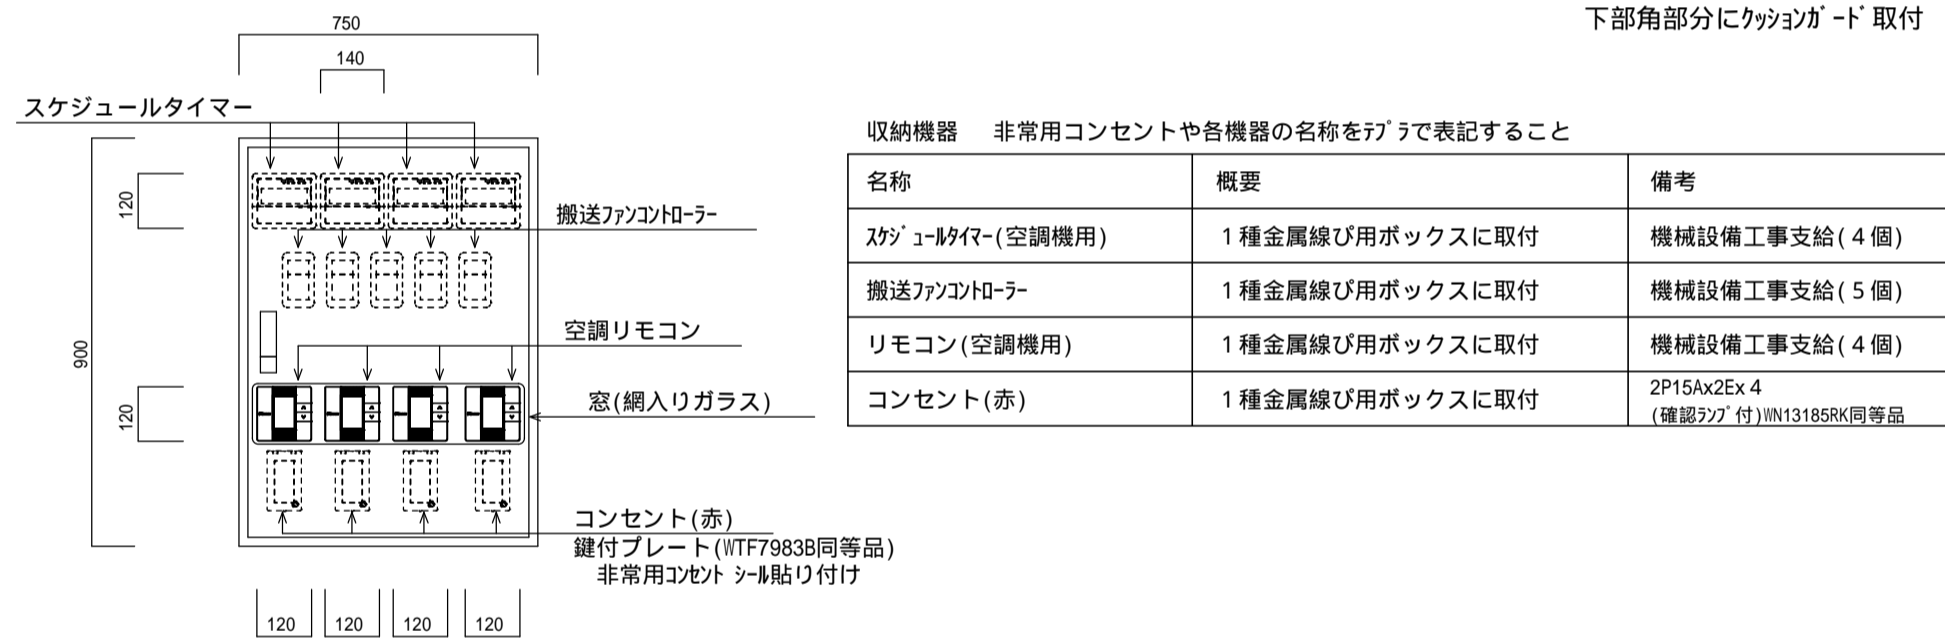 下部角部分にｸｯｼｮﾝｶﾞｰﾄﾞ取付
750
140
スケジュールタイマー
収納機器　非常用コンセントや各機器の名称をﾃﾌﾟﾗで表記すること
名称　概要　備考
ｽｹｼﾞｭｰﾙﾀｲﾏｰ(空調機用)　１種金属線ぴ用ボックスに取付　機械設備工事支給(４個)
搬送ﾌｧﾝｺﾝﾄﾛｰﾗｰ　１種金属線ぴ用ボックスに取付　機械設備工事支給(５個)
リモコン(空調機用)　１種金属線ぴ用ボックスに取付　機械設備工事支給(４個)
コンセント(赤)　１種金属線ぴ用ボックスに取付　2P15Ax2Ex４
(確認ﾗﾝﾌﾟ付)WN13185RK同等品
120
搬送ﾌｧﾝｺﾝﾄﾛｰﾗｰ
900
空調リモコン
120
窓(網入りガラス)
コンセント(赤)
鍵付プレート(WTF7983B同等品)
非常用ｺﾝｾﾝﾄ ｼｰﾙ貼り付け
120 120 120 120